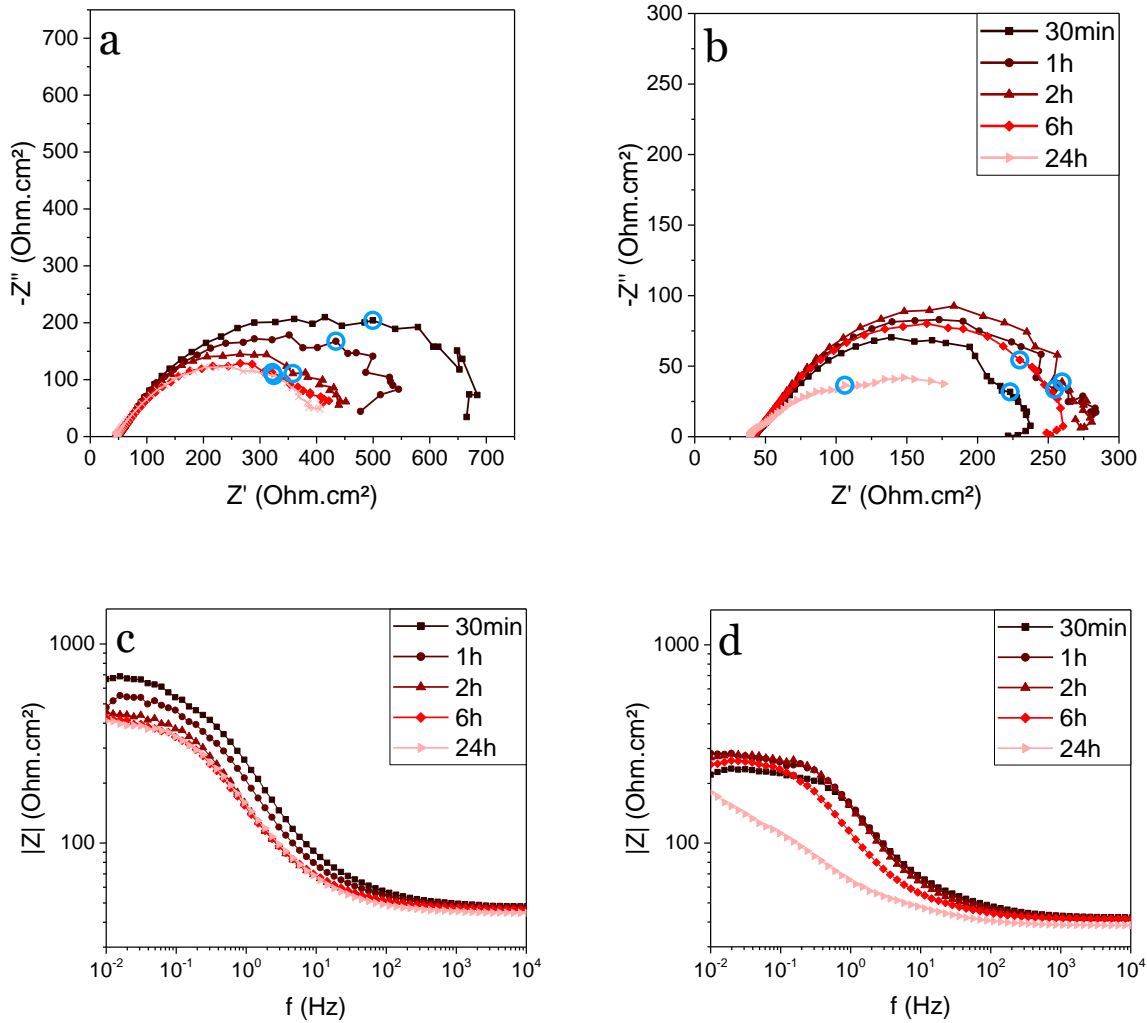 a
-Z'' (Ohm.cm²)
700
600
500
400
300
200
100
0
0 100 200 300 400 500 600 700
Z' (Ohm.cm²)
b
-Z'' (Ohm.cm²)
300
250
200
150
100
50
0
50 100 150 200 250 300
0
Z' (Ohm.cm²)
30min
1h
2h
6h
24h
c
|Z| (Ohm.cm²)
1000
100
10⁻² 10⁻¹ 10⁰ 10¹ 10² 10³ 10⁴
f (Hz)
30min
1h
2h
6h
24h
d
|Z| (Ohm.cm²)
1000
100
10⁻² 10⁻¹ 10⁰ 10¹ 10² 10³ 10⁴
f (Hz)
30min
1h
2h
6h
24h